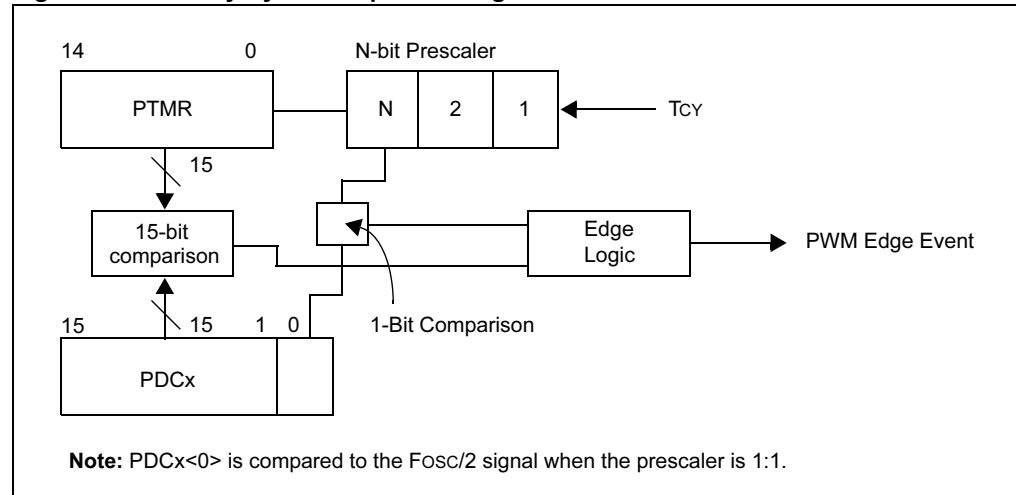 14 0 N-bit Prescaler
PTMR N 2 1 TCY
15
15-bit
comparison
Edge
Logic
PWM Edge Event
15 15 1 0 1-Bit Comparison
PDCx
Note: PDCx<0> is compared to the FOSC/2 signal when the prescaler is 1:1.